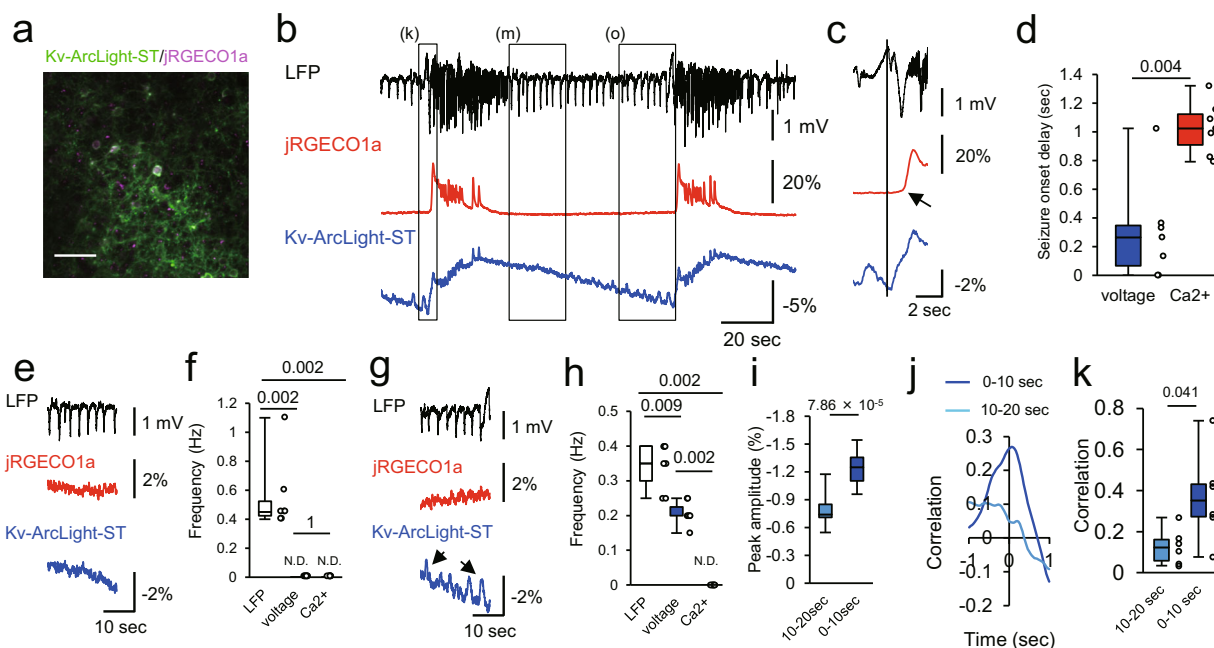 a
Kv-ArcLight-ST/jRGECO1a
b
(k)
(m)
(o)
LFP
1 mV
jRGECO1a
20%
Kv-ArcLight-ST
-5%
20 sec
c
1 mV
20%
-2%
2 sec
d
0.004
Seizure onset delay (sec)
1.4
1.2
1
0.8
0.6
0.4
0.2
0
voltage
Ca2+
e
LFP
1 mV
jRGECO1a
2%
Kv-ArcLight-ST
-2%
10 sec
f
0.002
0.002
Frequency (Hz)
1.2
1
0.8
0.6
0.4
0.2
0
1
N.D.
N.D.
LFP
voltage
Ca2+
g
LFP
1 mV
jRGECO1a
2%
Kv-ArcLight-ST
-2%
10 sec
h
0.002
0.009
0.002
Frequency (Hz)
0.5
0.4
0.3
0.2
0.1
0
N.D.
LFP
voltage
Ca2+
i
7.86 × 10-5
Peak amplitude (%)
-1.8
-1.5
-1.2
-0.9
-0.6
-0.3
0
10-20sec
0-10sec
j
0-10 sec
10-20 sec
Correlation
0.3
0.2
0.1
0
-0.1
-0.2
-1
0
1
Time (sec)
k
0.041
Correlation
0.8
0.6
0.4
0.2
0
10-20 sec
0-10 sec